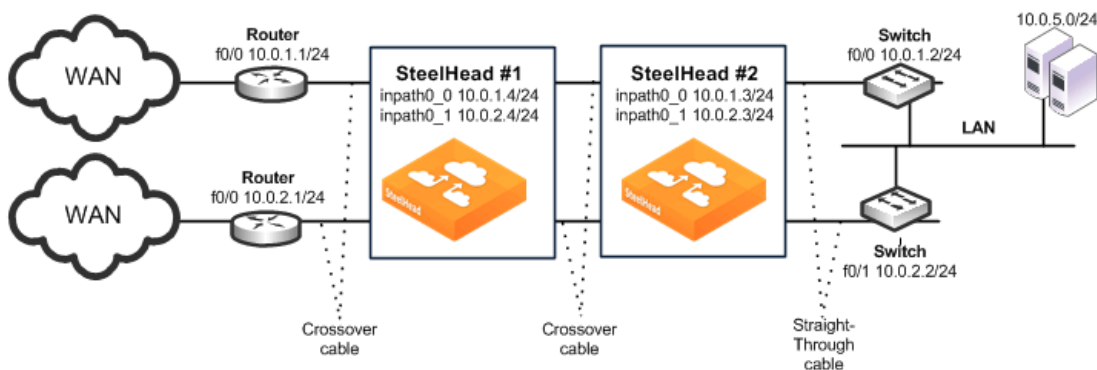 WAN
Router
f0/0 10.0.1.1/24
SteelHead #1
inpath0_0 10.0.1.4/24
inpath0_1 10.0.2.4/24
SteelHead
SteelHead #2
inpath0_0 10.0.1.3/24
inpath0_1 10.0.2.3/24
SteelHead
Switch
f0/0 10.0.1.2/24
10.0.5.0/24
LAN
WAN
Router
f0/0 10.0.2.1/24
Switch
f0/1 10.0.2.2/24
Crossover
cable
Crossover
cable
Straight-
Through
cable